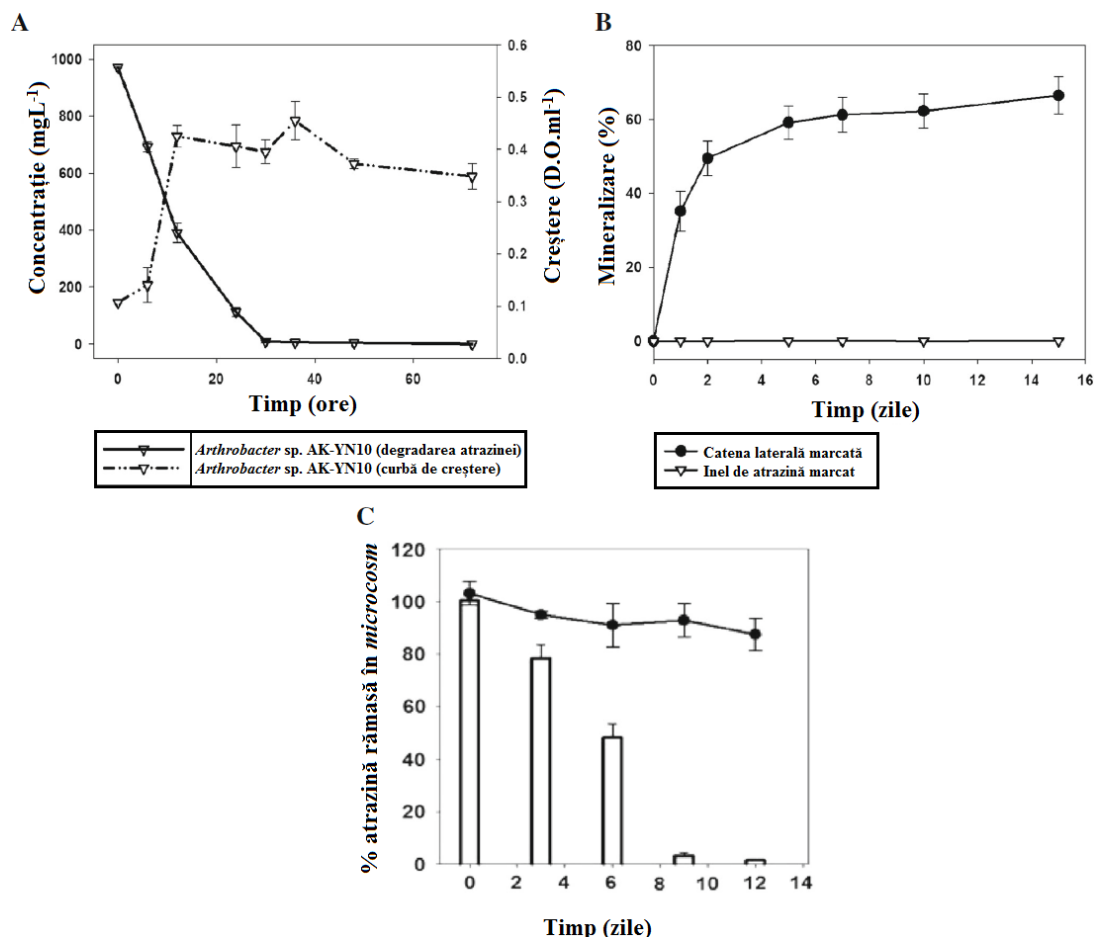 A
Concentrație (mgL-1)
1000
800
600
400
200
0
0.6
0.5
0.4
0.3
0.2
0.1
0.0
Creștere (D.O.ml-1)
0 20 40 60
Timp (ore)
Arthrobacter sp. AK-YN10 (degradarea atrazinei)
Arthrobacter sp. AK-YN10 (curbă de creștere)
B
Mineralizare (%)
80
60
40
20
0
0 2 4 6 8 10 12 14 16
Timp (zile)
Catena laterală marcată
Inel de atrazină marcat
C
% atrazină rămasă în microcosm
120
100
80
60
40
20
0
0 2 4 6 8 10 12 14
Timp (zile)